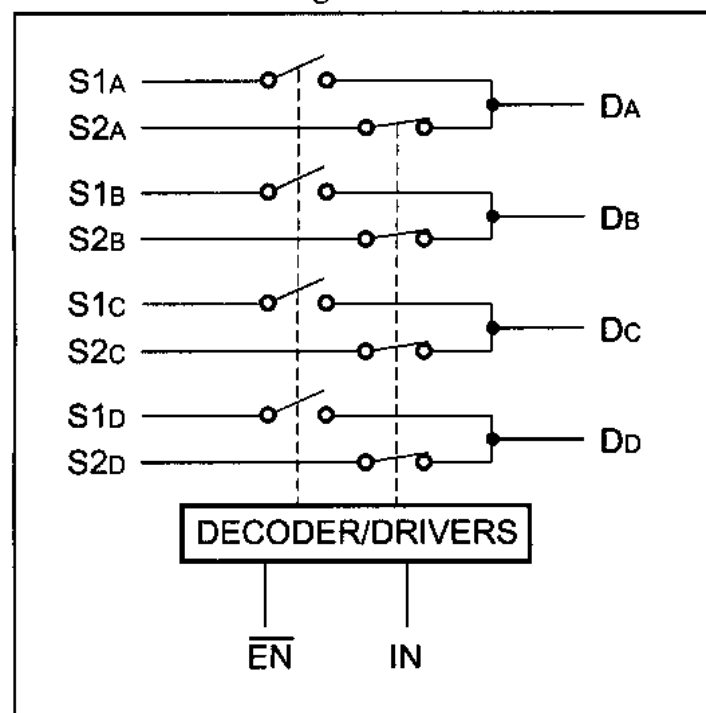 S1A
DA
S2A
S1B
DB
S2B
S1C
DC
S2C
S1D
DD
S2D
DECODER/DRIVERS
EN IN